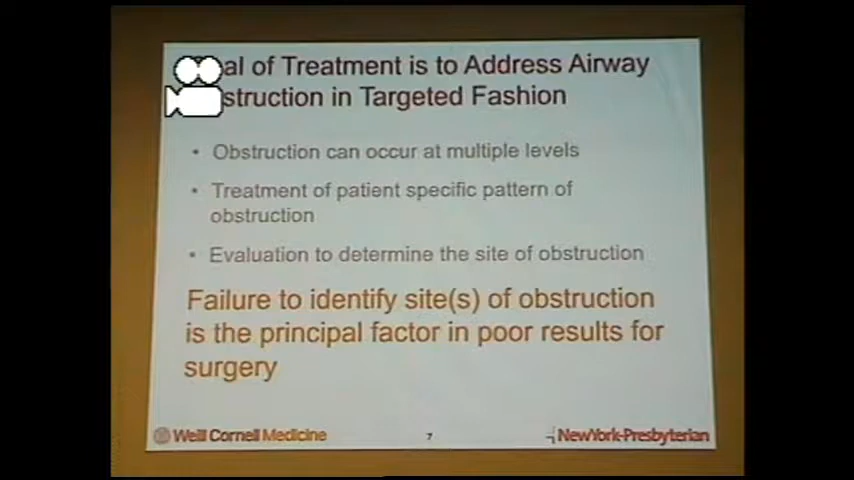 al of Treatment is to Address Airway
struction in Targeted Fashion
• Obstruction can occur at multiple levels
• Treatment of patient specific pattern of
obstruction
• Evaluation to determine the site of obstruction
Failure to identify site(s) of obstruction
is the principal factor in poor results for
surgery
Weill Cornell Medicine
7
NewYork-Presbyterian